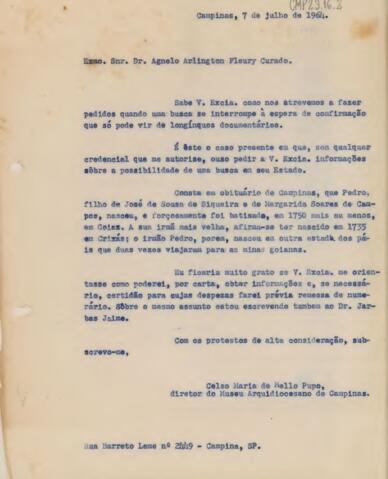 CMP2.9.16.2
Campinas, 7 de julho de 1964.
Exmo. Snr. Dr. Agnelo Arlington Fleury Curado.
Sabe V. Excia. como nos atrevemos a fazer
pedidos quando uma busca se interrompe à espera de confirmação
que só pode vir de longínquos documentários.
É êste o caso presente em que, sem qualquer
credencial que me autorise, ouso pedir a V. Excia. informações
sôbre a possibilidade de uma busca em seu Estado.
Consta em obituário de Campinas, que Pedro,
filho de José de Sousa de Siqueira e de Margarida Soares de Cam-
pos, nasceu, e forçosamente foi batisado, em 1750 mais ou menos,
em Goiaz. A sua irmã mais velha, afirma-se ter nascido em 1735
em Crixás; o irmão Pedro, porem, nasceu em outra estada dos pá-
is que duas vezes viajaram para as minas goianas.
Eu ficaria muito grato se V. Excia. me orien-
tasse como poderei, por carta, obter informações e, se necessá-
rio, certidão para cujas despezas farei prévia remessa de nume-
rário. Sôbre o mesmo assunto estou escrevendo tambem ao Dr. Jar-
bas Jaime.
Com os protestos de alta consideração, sub-
screvo-me,
Celso Maria de Mello Pupo,
diretor do Museu Arquidiocesano de Campinas.
Rua Barreto Leme nº 2449 - Campina, SP.